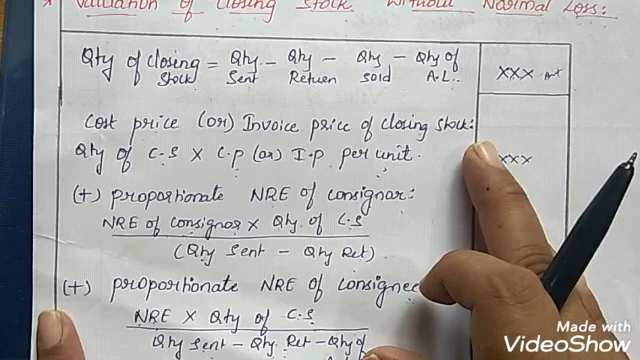 * Valuation of Closing Stock Without Normal Loss:
Qty of closing Stock = Qty Sent - Qty Return - Qty sold - Qty of A.L. xxx
Cost price (or) Invoice price of closing stock:
Qty of C.S x C.p (or) I.p per unit. xxx
(+) proportionate NRE of consignor:
NRE of consignor x Qty of C.S
(Qty Sent - Qty Ret)
(+) proportionate NRE of consignee
NRE x Qty of C.S
Qty Sent - Qty Ret - Qty of
Made with
VideoShow